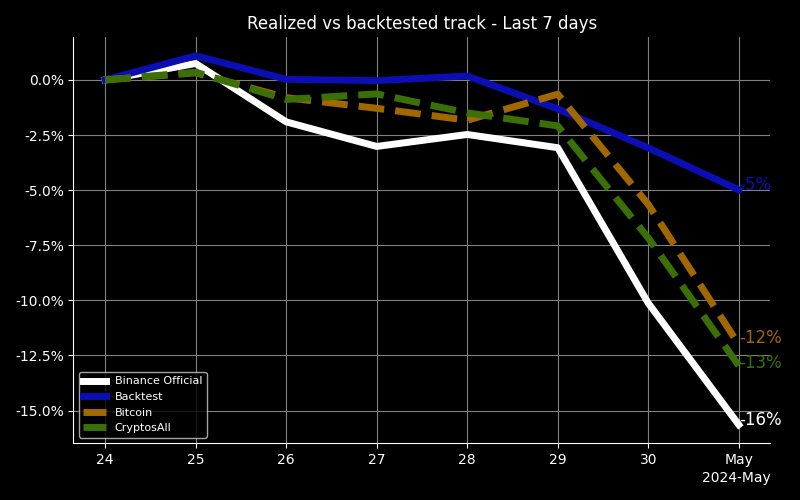 Realized vs backtested track - Last 7 days
0.0%
-2.5%
-5.0%
-7.5%
-10.0%
-12.5%
-15.0%
-5%
-12%
-13%
-16%
Binance Official
Backtest
Bitcoin
CryptosAll
24 25 26 27 28 29 30 May
2024-May